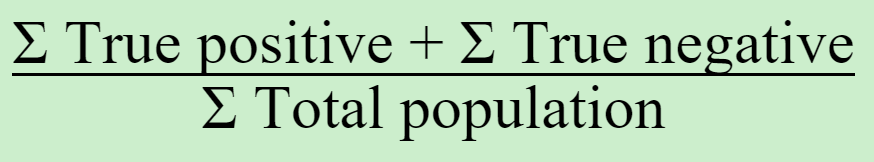 Σ True positive + Σ True negative
Σ Total population